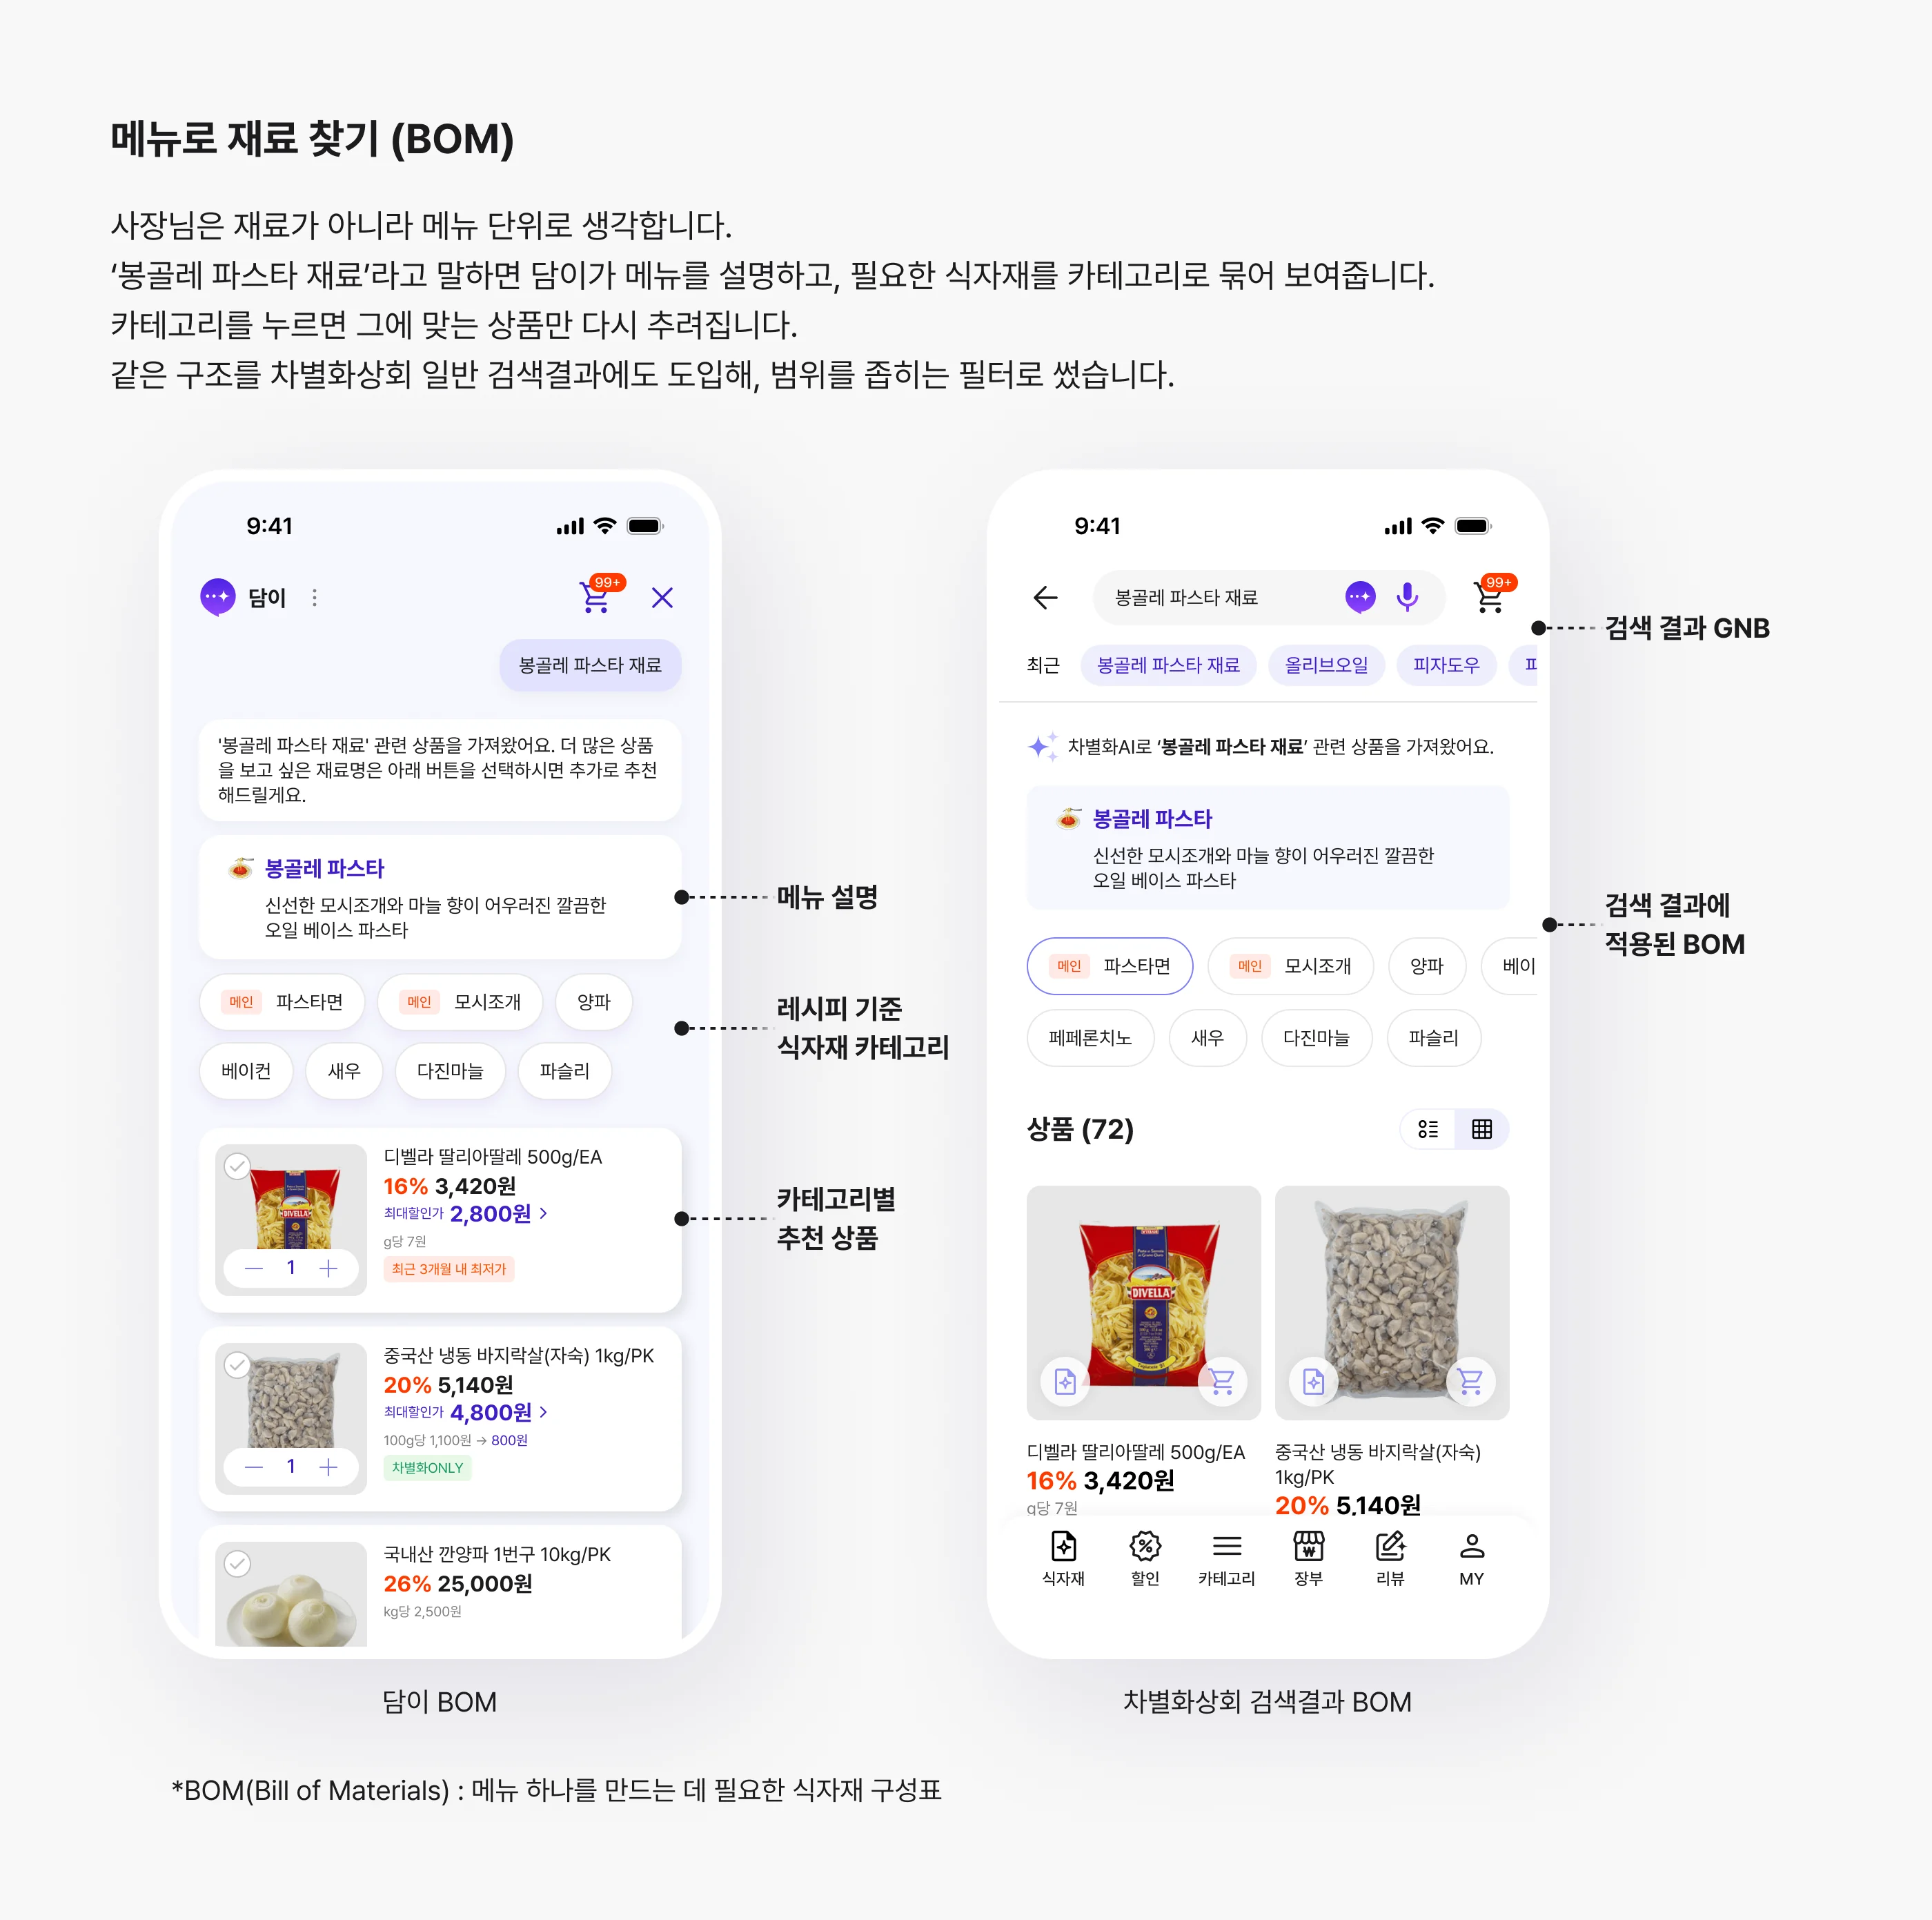 메뉴로 재료 찾기 (BOM)
사장님은 재료가 아니라 메뉴 단위로 생각합니다.
‘봉골레 파스타 재료’라고 말하면 담이가 메뉴를 설명하고, 필요한 식자재를 카테고리로 묶어 보여줍니다.
카테고리를 누르면 그에 맞는 상품만 다시 추려집니다.
같은 구조를 차별화상회 일반 검색결과에도 도입해, 범위를 좁히는 필터로 썼습니다.
9:41
담이
99+
봉골레 파스타 재료
'봉골레 파스타 재료' 관련 상품을 가져왔어요. 더 많은 상품
을 보고 싶은 재료명은 아래 버튼을 선택하시면 추가로 추천
해드릴게요.
봉골레 파스타
신선한 모시조개와 마늘 향이 어우러진 깔끔한
오일 베이스 파스타
메인 파스타면 메인 모시조개 양파
베이컨 새우 다진마늘 파슬리
디벨라 딸리아딸레 500g/EA
16% 3,420원
최대할인가 2,800원
g당 7원
최근 3개월 내 최저가
DIVELLA
1
중국산 냉동 바지락살(자숙) 1kg/PK
20% 5,140원
최대할인가 4,800원
100g당 1,100원 → 800원
차별화ONLY
1
국내산 깐양파 1번구 10kg/PK
26% 25,000원
kg당 2,500원
메뉴 설명
레시피 기준
식자재 카테고리
카테고리별
추천 상품
담이 BOM
9:41
봉골레 파스타 재료
99+
최근 봉골레 파스타 재료 올리브오일 피자도우
차별화AI로 ‘봉골레 파스타 재료’ 관련 상품을 가져왔어요.
봉골레 파스타
신선한 모시조개와 마늘 향이 어우러진 깔끔한
오일 베이스 파스타
메인 파스타면 메인 모시조개 양파 베이
페페론치노 새우 다진마늘 파슬리
상품 (72)
DIVELLA
디벨라 딸리아딸레 500g/EA
16% 3,420원
g당 7원
중국산 냉동 바지락살(자숙)
1kg/PK
20% 5,140원
식자재 할인 카테고리 장부 리뷰 MY
검색 결과 GNB
검색 결과에
적용된 BOM
차별화상회 검색결과 BOM
*BOM(Bill of Materials) : 메뉴 하나를 만드는 데 필요한 식자재 구성표